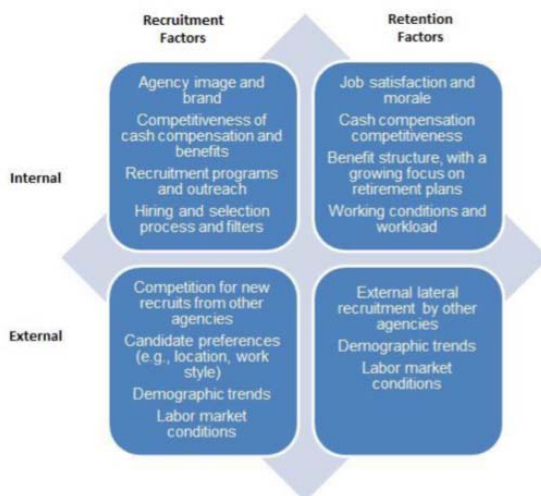 Recruitment
Factors
Retention
Factors
Internal
Agency image and
brand
Competitiveness of
cash compensation and
benefits
Recruitment programs
and outreach
Hiring and selection
process and filters
Job satisfaction and
morale
Cash compensation
competitiveness
Benefit structure, with a
growing focus on
retirement plans
Working conditions and
workload
External
Competition for new
recruits from other
agencies
Candidate preferences
(e.g., location, work
style)
Demographic trends
Labor market
conditions
External lateral
recruitment by other
agencies
Demographic trends
Labor market
conditions